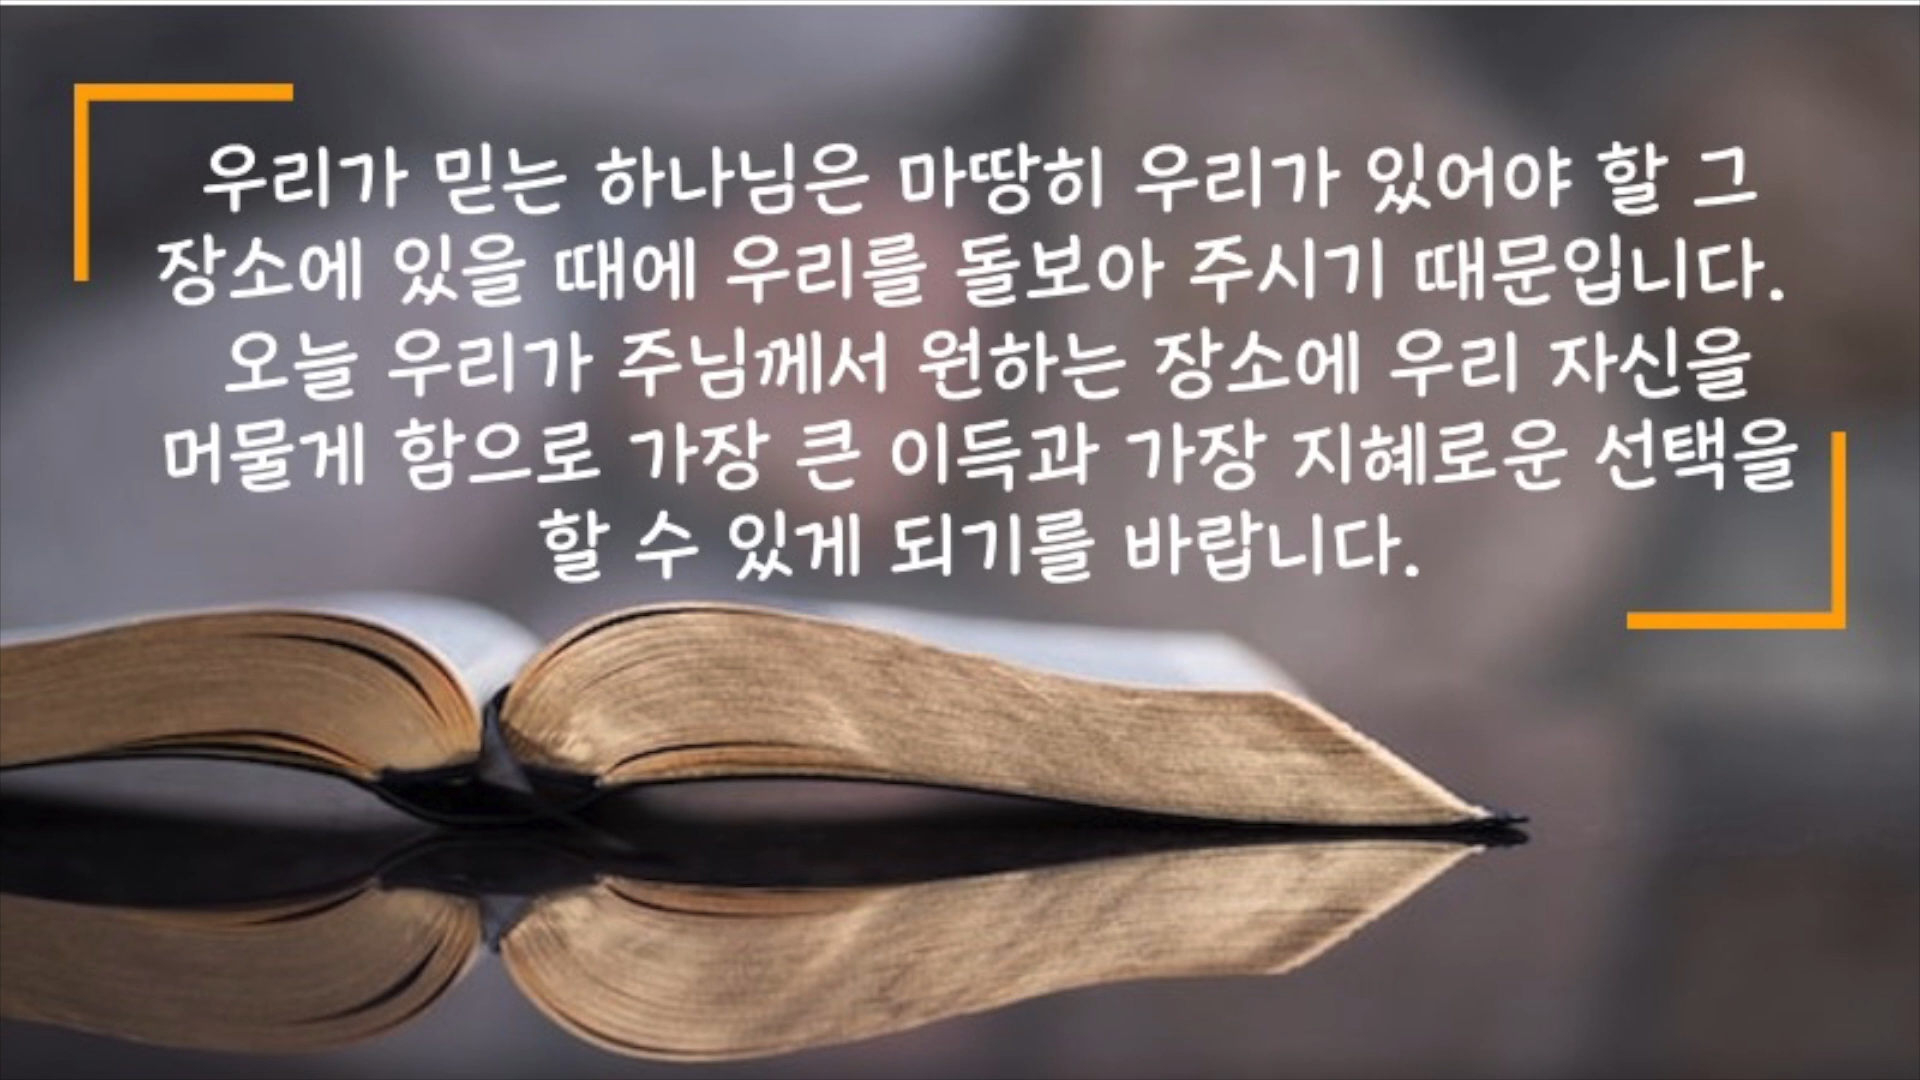 우리가 믿는 하나님은 마땅히 우리가 있어야 할 그
장소에 있을 때에 우리를 돌보아 주시기 때문입니다.
오늘 우리가 주님께서 원하는 장소에 우리 자신을
머물게 함으로 가장 큰 이득과 가장 지혜로운 선택을
할 수 있게 되기를 바랍니다.